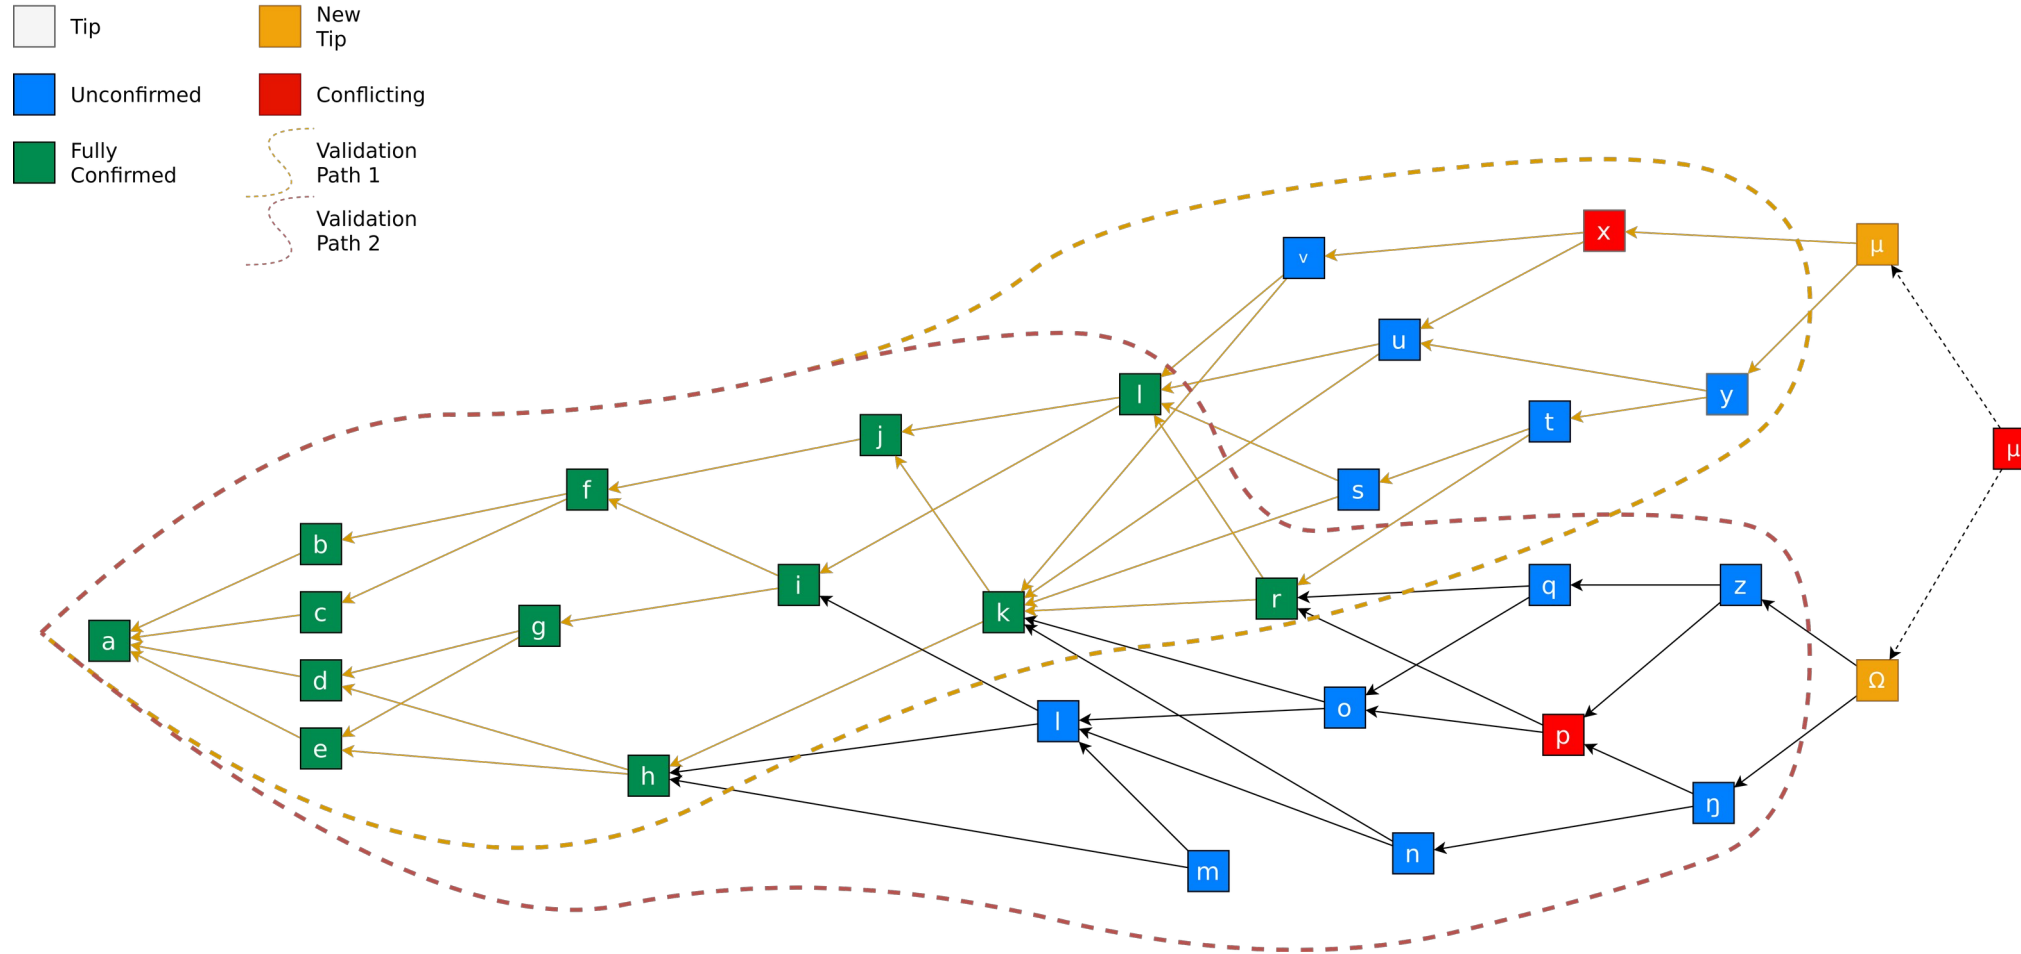 Tip
New
Tip
Unconfirmed
Conflicting
Fully
Confirmed
Validation
Path 1
Validation
Path 2
x
μ
v
u
l
y
t
j
μ
f
s
b
i
q
z
k
r
c
g
a
d
Ω
o
l
p
e
h
ŋ
n
m